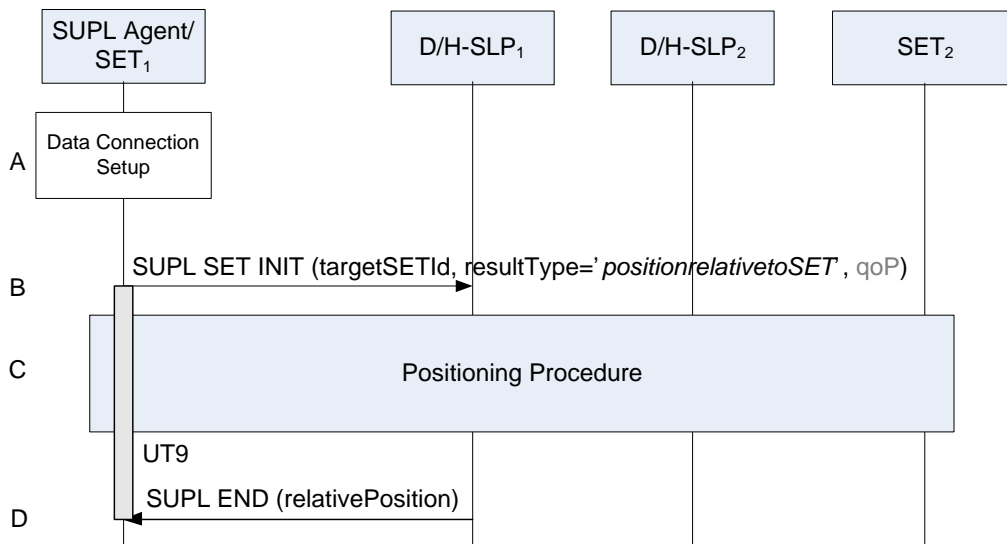 SUPL Agent/
SET₁
D/H-SLP₁
D/H-SLP₂
SET₂
A
Data Connection
Setup
B
SUPL SET INIT (targetSETId, resultType=’positionrelativetoSET’, qoP)
C
Positioning Procedure
UT9
SUPL END (relativePosition)
D